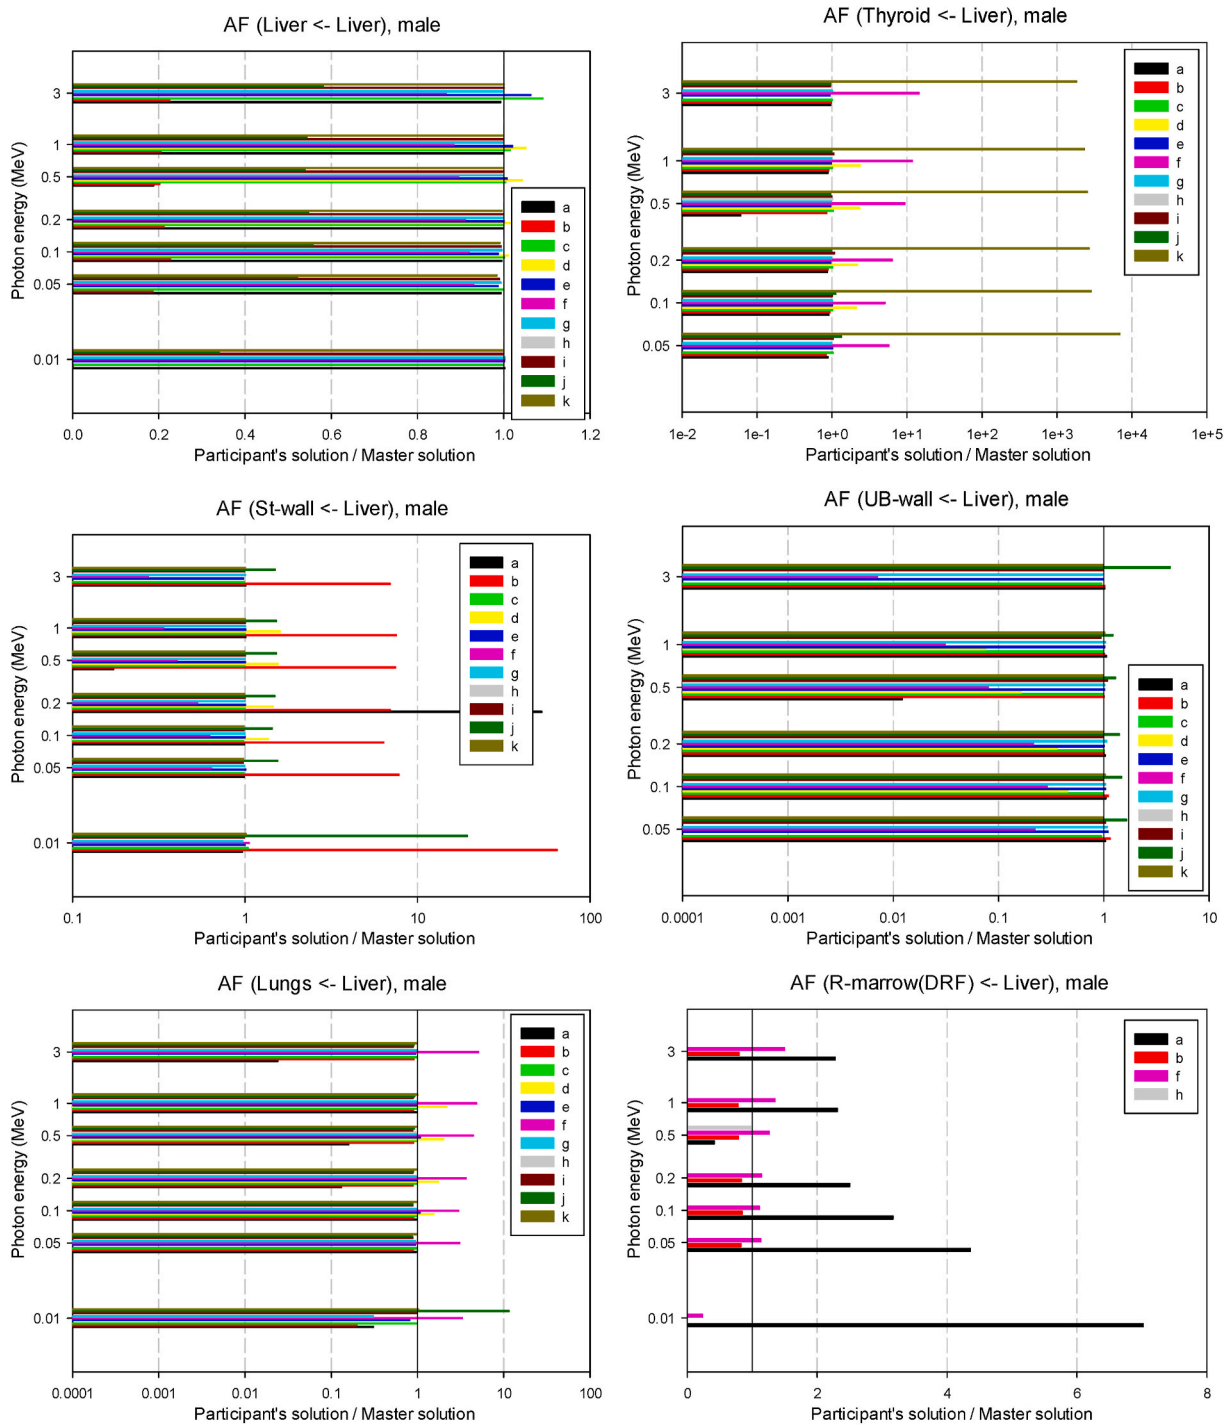 AF (Liver <- Liver), male
Photon energy (MeV)
3
1
0.5
0.2
0.1
0.05
0.01
a
b
c
d
e
f
g
h
i
j
k
0.0 0.2 0.4 0.6 0.8 1.0 1.2
Participant's solution / Master solution
AF (Thyroid <- Liver), male
Photon energy (MeV)
3
1
0.5
0.2
0.1
0.05
a
b
c
d
e
f
g
h
i
j
k
1e-2 1e-1 1e+0 1e+1 1e+2 1e+3 1e+4 1e+5
Participant's solution / Master solution
AF (St-wall <- Liver), male
Photon energy (MeV)
3
1
0.5
0.2
0.1
0.05
0.01
a
b
c
d
e
f
g
h
i
j
k
0.1 1 10 100
Participant's solution / Master solution
AF (UB-wall <- Liver), male
Photon energy (MeV)
3
1
0.5
0.2
0.1
0.05
a
b
c
d
e
f
g
h
i
j
k
0.0001 0.001 0.01 0.1 1 10
Participant's solution / Master solution
AF (Lungs <- Liver), male
Photon energy (MeV)
3
1
0.5
0.2
0.1
0.05
0.01
a
b
c
d
e
f
g
h
i
j
k
0.0001 0.001 0.01 0.1 1 10 100
Participant's solution / Master solution
AF (R-marrow(DRF) <- Liver), male
Photon energy (MeV)
3
1
0.5
0.2
0.1
0.05
0.01
a
b
f
h
0 2 4 6 8
Participant's solution / Master solution